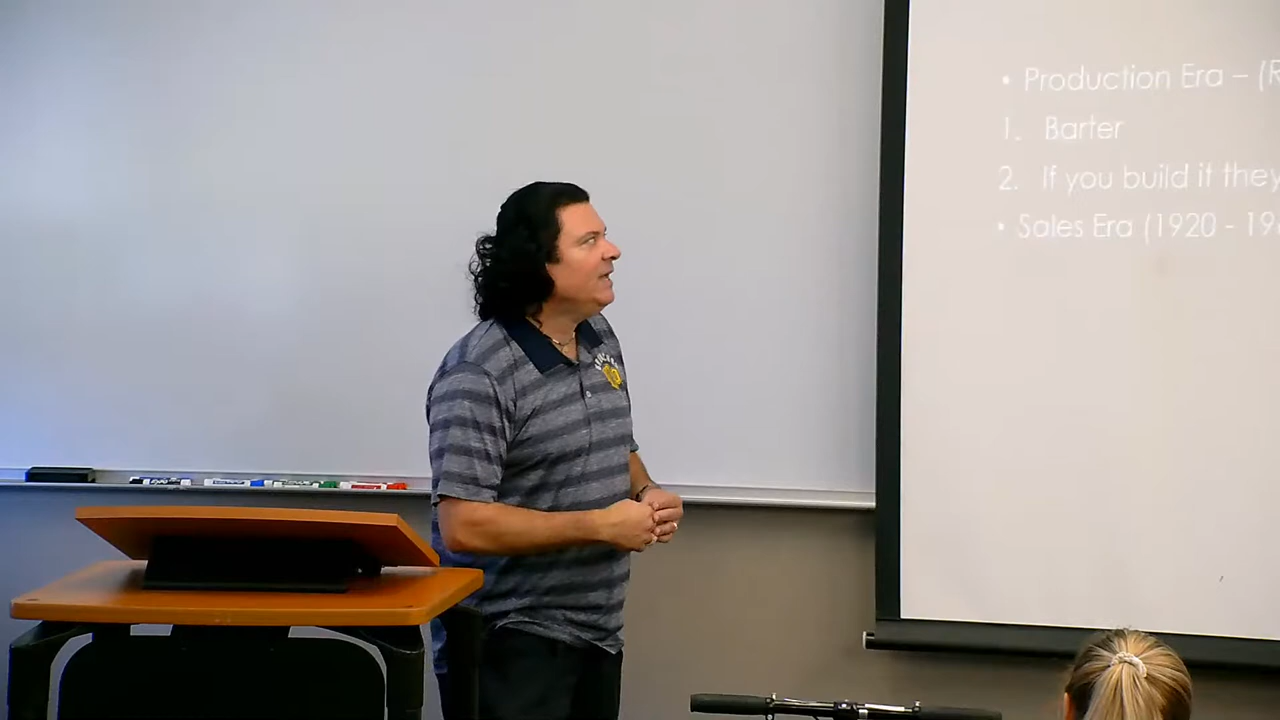 • Production Era – (R
1. Barter
2. If you build it they
• Sales Era (1920 - 19